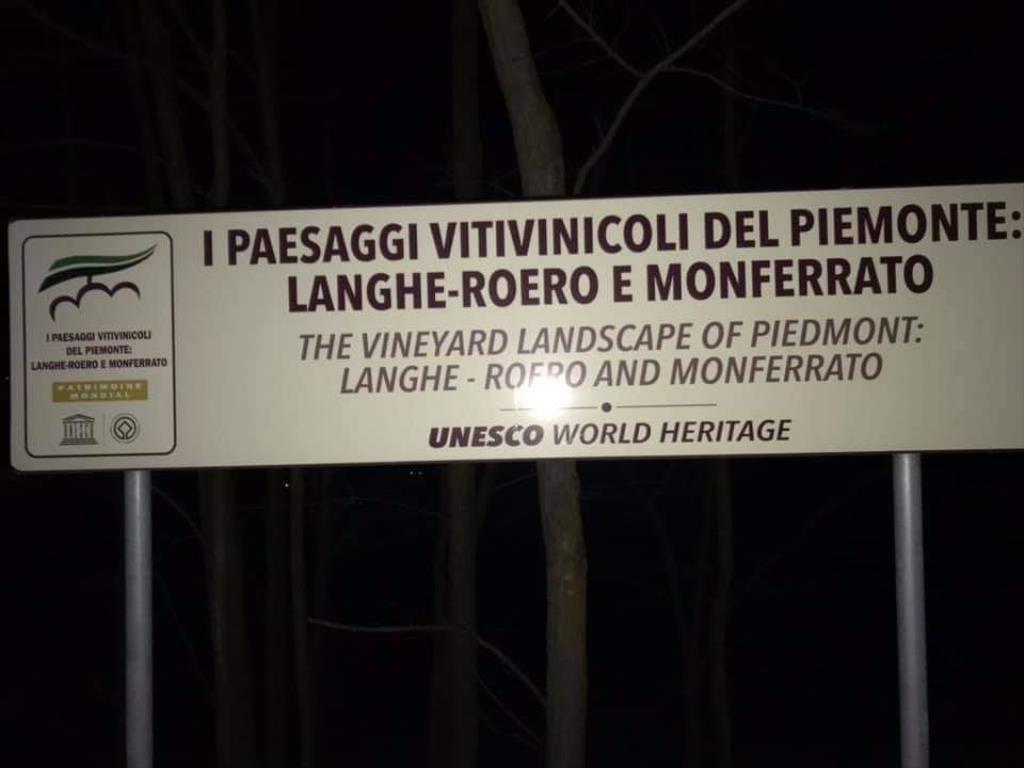 I PAESAGGI VITIVINICOLI DEL PIEMONTE:
LANGHE-ROERO E MONFERRATO
THE VINEYARD LANDSCAPE OF PIEDMONT:
LANGHE - ROERO AND MONFERRATO
UNESCO WORLD HERITAGE
I PAESAGGI VITIVINICOLI
DEL PIEMONTE:
LANGHE-ROERO E MONFERRATO
PATRIMOINE
MONDIAL
UNESCO